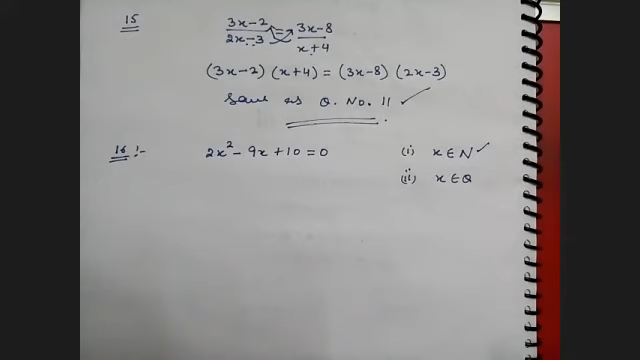 15 (3x-2)/(2x-3) = (3x-8)/(x+4)
(3x-2) (x+4) = (3x-8) (2x-3)
Same as Q. No. 11 ✓
16 :- 2x² - 9x + 10 = 0 (i) x ∈ N ✓
(ii) x ∈ Q